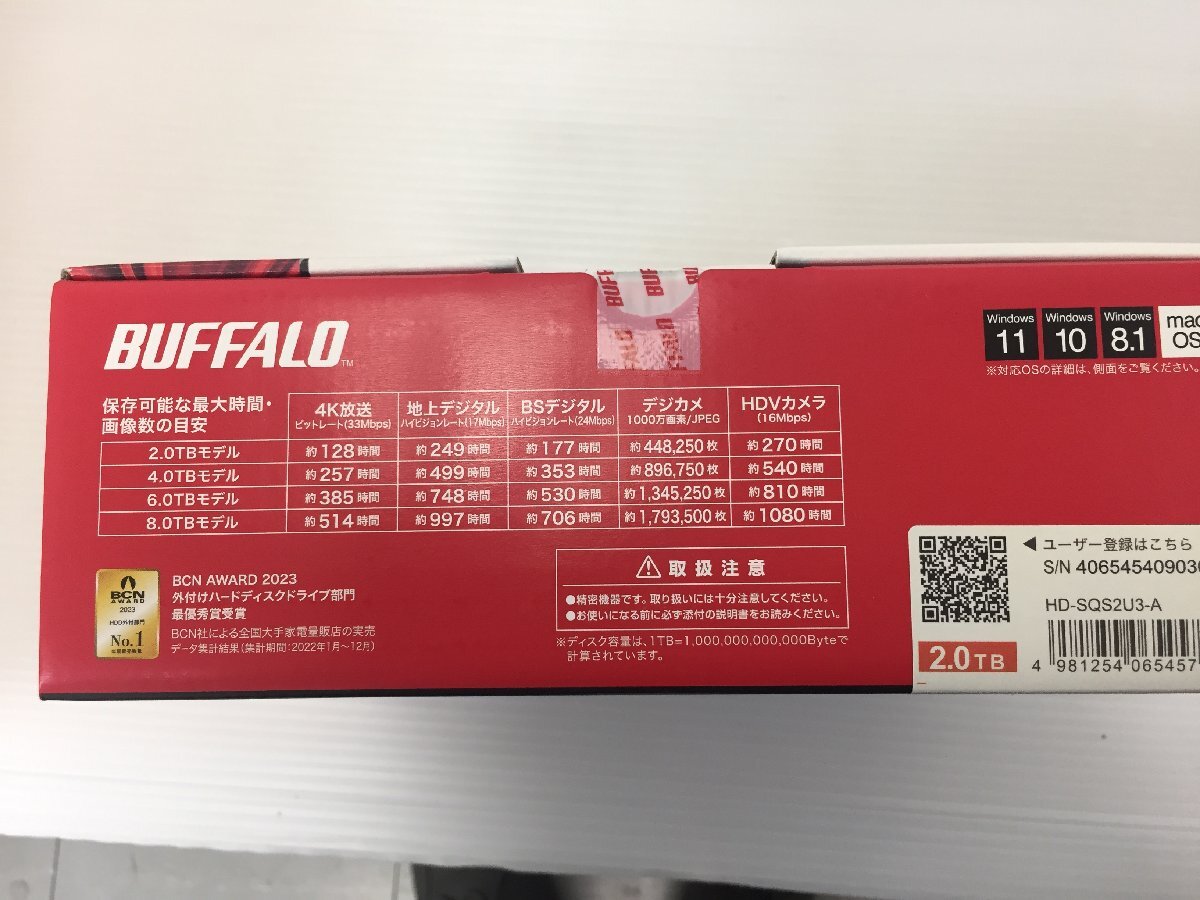 BUFFALO™
BUFFALO
BUFFALO
Windows 11
Windows 10
Windows 8.1
mac
OS
※対応OSの詳細は、側面をご覧ください。
保存可能な最大時間・
画像数の目安
4K放送
ビットレート(33Mbps)
地上デジタル
ハイビジョンレート(17Mbps)
BSデジタル
ハイビジョンレート(24Mbps)
デジカメ
1000万画素/JPEG
HDVカメラ
(16Mbps)
2.0TBモデル 約128時間 約249時間 約177時間 約448,250枚 約270時間
4.0TBモデル 約257時間 約499時間 約353時間 約896,750枚 約540時間
6.0TBモデル 約385時間 約748時間 約530時間 約1,345,250枚 約810時間
8.0TBモデル 約514時間 約997時間 約706時間 約1,793,500枚 約1080時間
BCN
AWARD
2023
HDD外付部門
No.1
BCN AWARD 2023
外付けハードディスクドライブ部門
最優秀賞受賞
BCN社による全国大手家電量販店の実売
データ集計結果(集計期間:2022年1月～12月)
取扱注意
●精密機器です。取り扱いには十分注意してください。
●お使いになる前に必ず添付の説明書をお読みください。
※ディスク容量は、1TB=1,000,000,000,000Byteで
計算されています。
◀ユーザー登録はこちら
S/N 406545409030
HD-SQS2U3-A
2.0TB
4 981254 065457